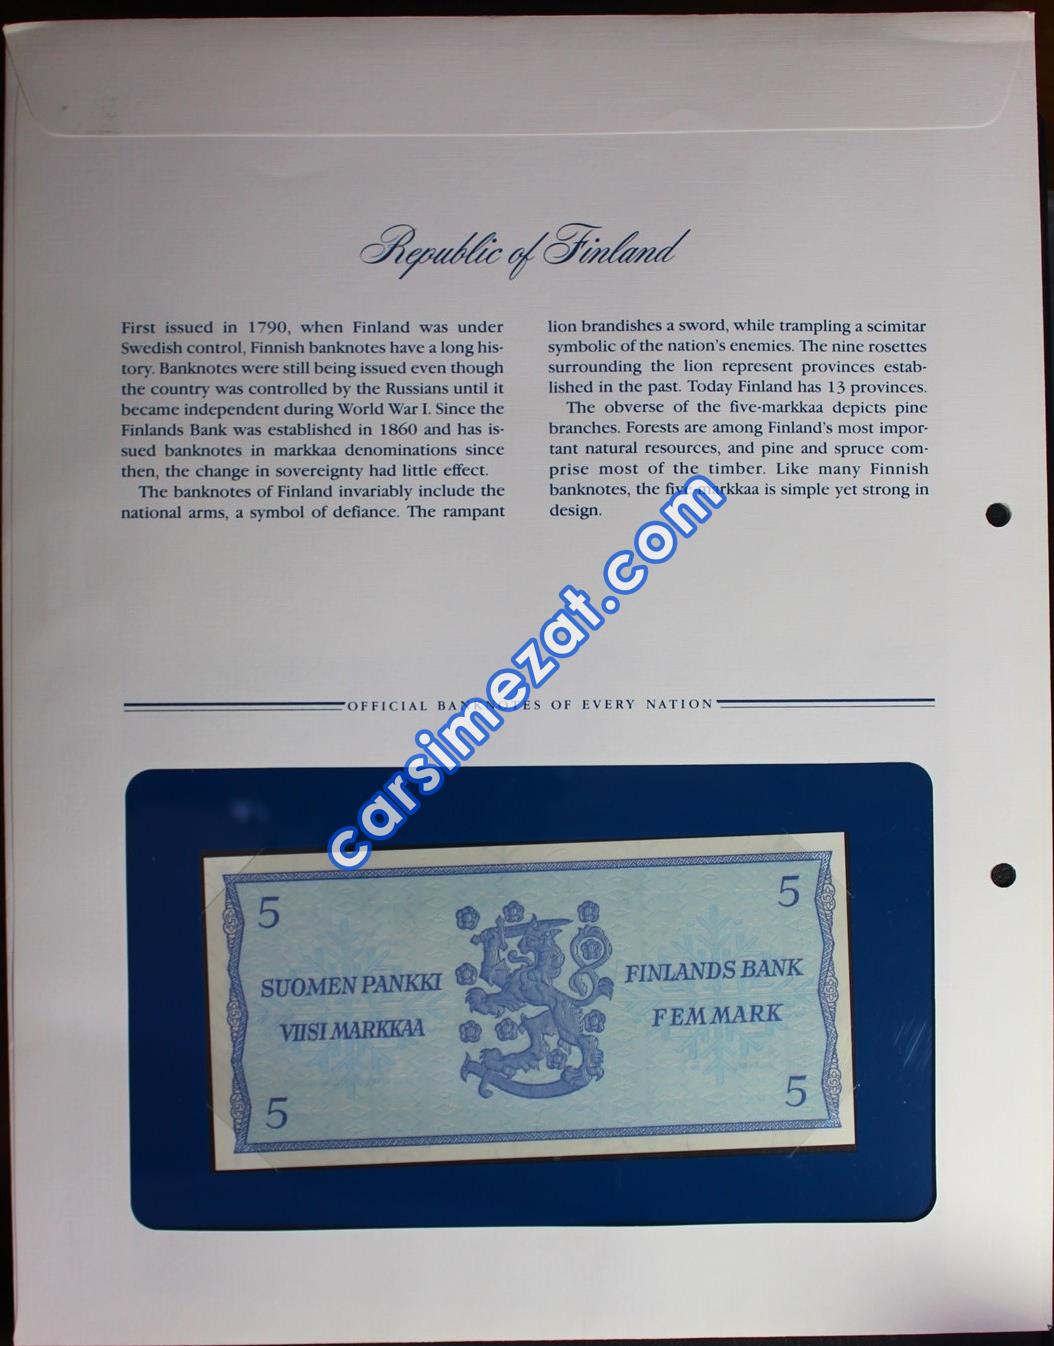 Republic of Finland
First issued in 1790, when Finland was under
Swedish control, Finnish banknotes have a long his-
tory. Banknotes were still being issued even though
the country was controlled by the Russians until it
became independent during World War I. Since the
Finlands Bank was established in 1860 and has is-
sued banknotes in markkaa denominations since
then, the change in sovereignty had little effect.
The banknotes of Finland invariably include the
national arms, a symbol of defiance. The rampant
lion brandishes a sword, while trampling a scimitar
symbolic of the nation's enemies. The nine rosettes
surrounding the lion represent provinces estab-
lished in the past. Today Finland has 13 provinces.
The obverse of the five-markkaa depicts pine
branches. Forests are among Finland's most impor-
tant natural resources, and pine and spruce com-
prise most of the timber. Like many Finnish
banknotes, the five-markkaa is simple yet strong in
design.
carsimezat.com
OFFICIAL BANKNOTES OF EVERY NATION
5
5
SUOMEN PANKKI
FINLANDS BANK
VIISI MARKKAA
FEM MARK
5
5